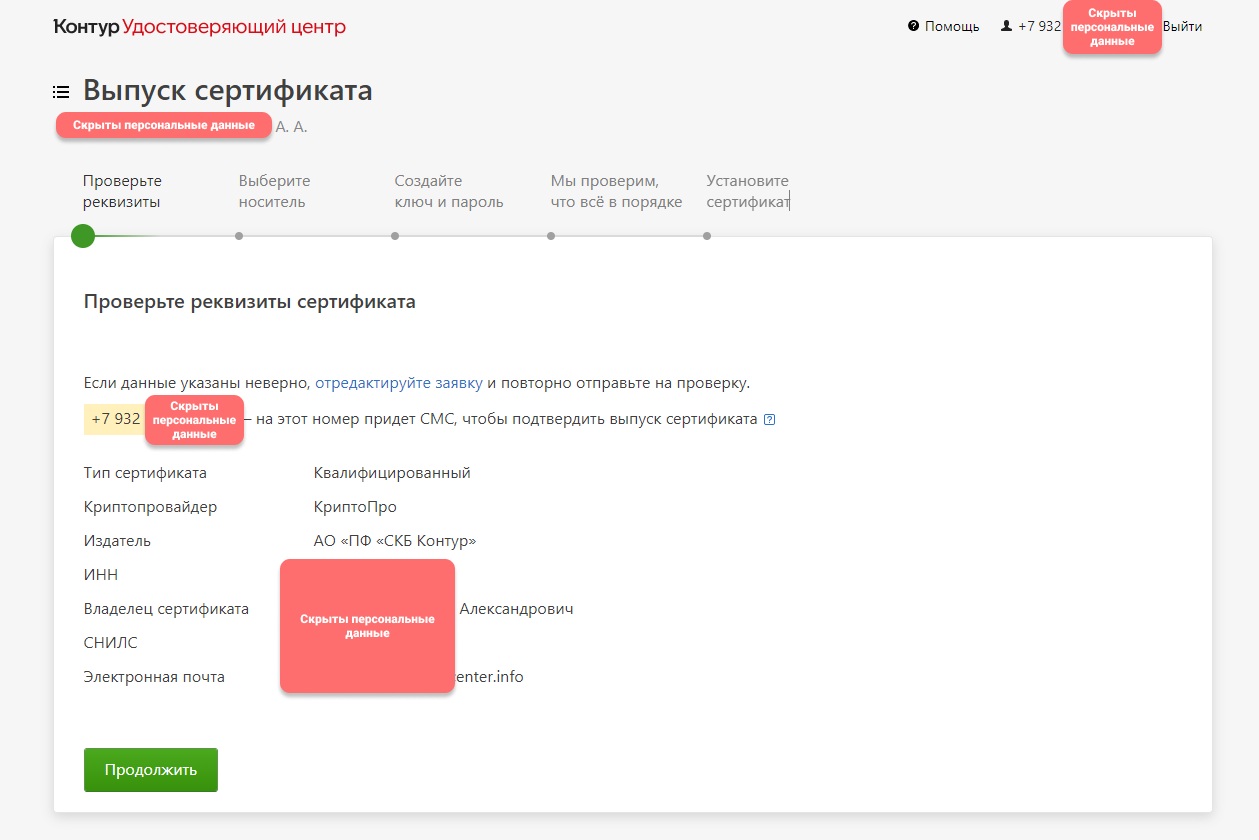 Контур Удостоверяющий центр
Помощь
+7 932
Скрыты персональные данные
Выйти
Выпуск сертификата
Скрыты персональные данные
А. А.
Проверьте реквизиты
Выберите носитель
Создайте ключ и пароль
Мы проверим, что всё в порядке
Установите сертификат
Проверьте реквизиты сертификата
Если данные указаны неверно, отредактируйте заявку и повторно отправьте на проверку.
+7 932 Скрыты персональные данные – на этот номер придет СМС, чтобы подтвердить выпуск сертификата ?
Тип сертификата Квалифицированный
Криптопровайдер КриптоПро
Издатель АО «ПФ «СКБ Контур»
ИНН
Владелец сертификата Александрович
Скрыты персональные данные
СНИЛС
Электронная почта enter.info
Продолжить